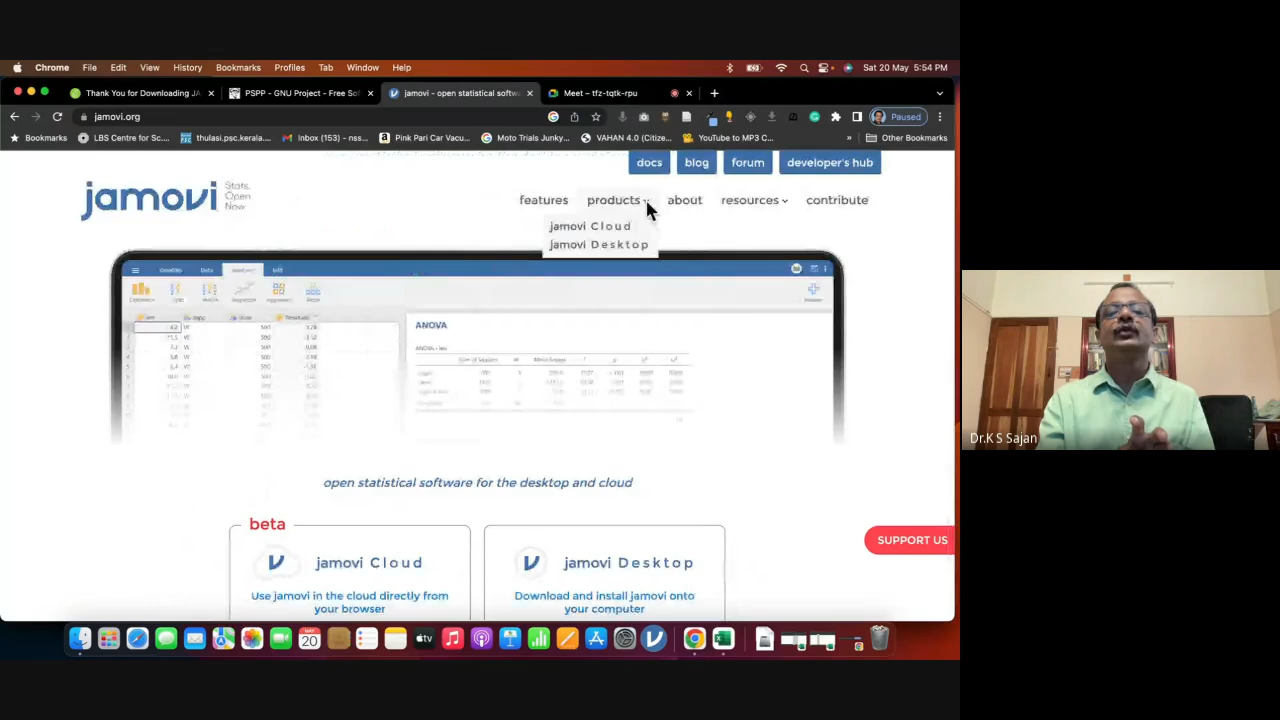 Chrome File Edit View History Bookmarks Profiles Tab Window Help Sat 20 May 5:54 PM
Thank You for Downloading JA
PSPP - GNU Project - Free Sof
jamovi - open statistical softw
Meet – tfz-tqtk-rpu
jamovi.org
Paused
Bookmarks LBS Centre for Sc... thulasi.psc.kerala.... Inbox (153) - nss... Pink Pari Car Vacu... Moto Trials Junky... VAHAN 4.0 (Citize... YouTube to MP3 C... » Other Bookmarks
docs blog forum developer's hub
jamovi Stats. Open. Now.
features products about resources contribute
jamovi Cloud
jamovi Desktop
Data
Edit
ANOVA
open statistical software for the desktop and cloud
beta
jamovi Cloud
Use jamovi in the cloud directly from
your browser
jamovi Desktop
Download and install jamovi onto
your computer
SUPPORT US
MAY
20
tv
Dr.K S Sajan